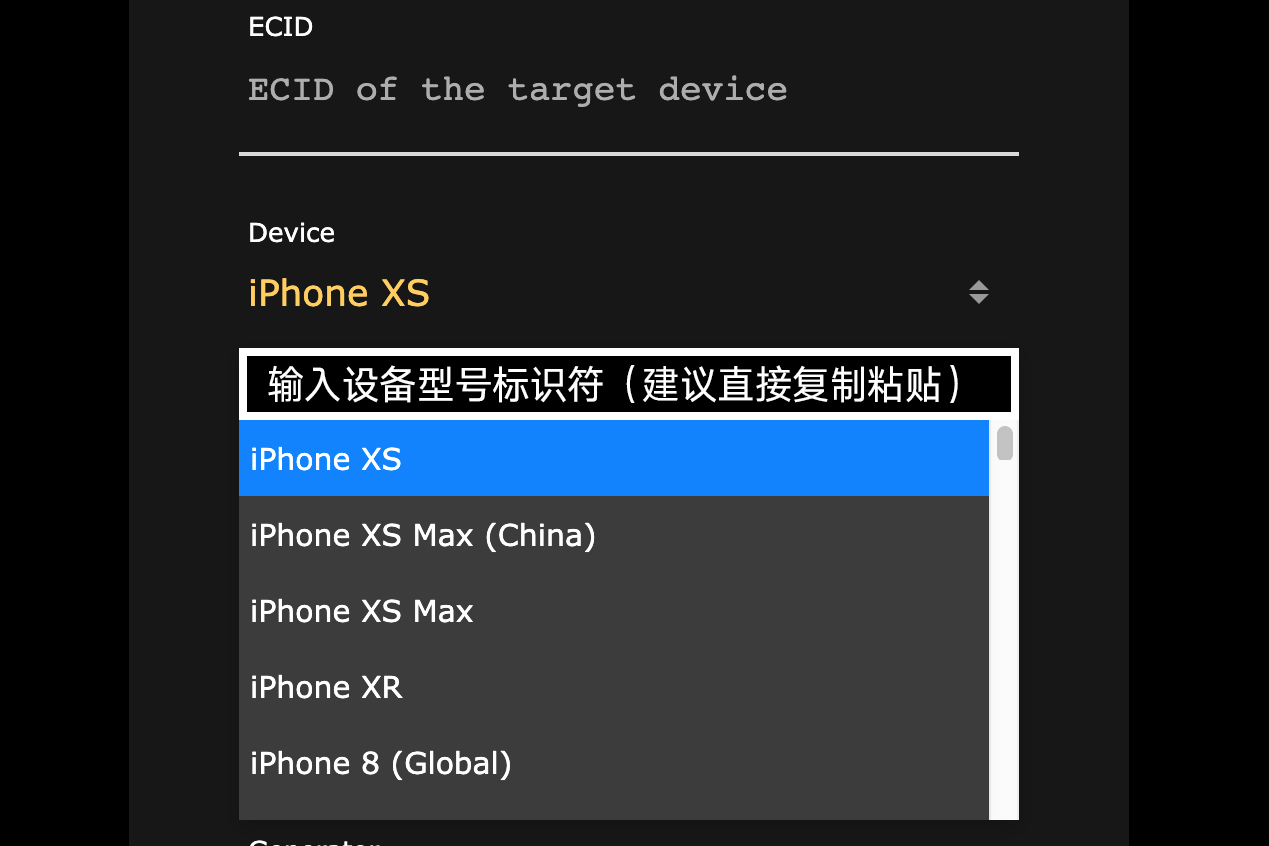 ECID
ECID of the target device
Device
iPhone XS
输入设备型号标识符（建议直接复制粘贴）
iPhone XS
iPhone XS Max (China)
iPhone XS Max
iPhone XR
iPhone 8 (Global)